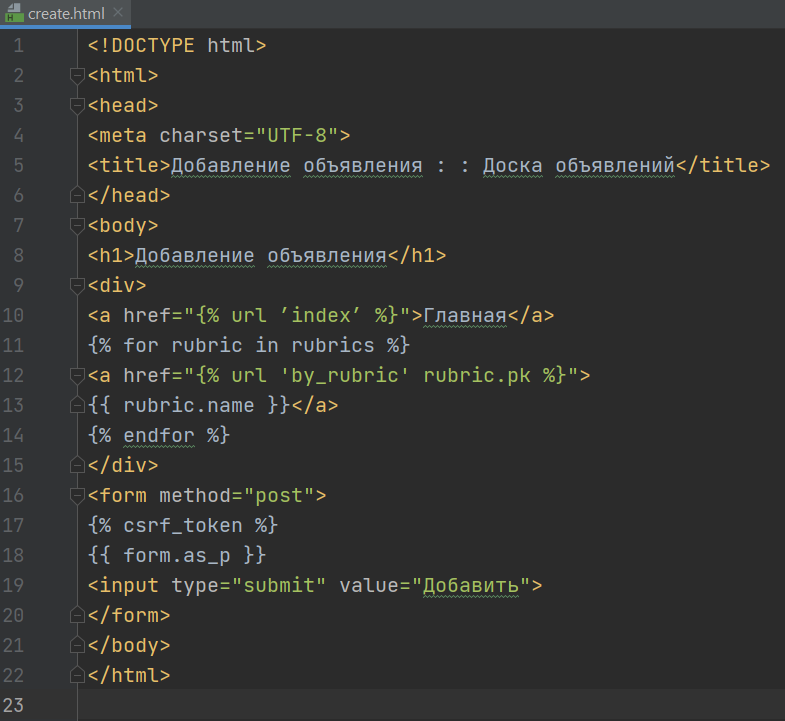 create.html
1 <!DOCTYPE html>
2 <html>
3 <head>
4 <meta charset="UTF-8">
5 <title>Добавление объявления : : Доска объявлений</title>
6 </head>
7 <body>
8 <h1>Добавление объявления</h1>
9 <div>
10 <a href="{% url ’index’ %}">Главная</a>
11 {% for rubric in rubrics %}
12 <a href="{% url 'by_rubric' rubric.pk %}">
13 {{ rubric.name }}</a>
14 {% endfor %}
15 </div>
16 <form method="post">
17 {% csrf_token %}
18 {{ form.as_p }}
19 <input type="submit" value="Добавить">
20 </form>
21 </body>
22 </html>
23